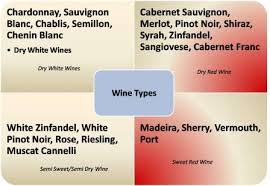 Chardonnay, Sauvignon
Blanc, Chablis, Semillon,
Chenin Blanc
• Dry White Wines
Dry White Wines
Cabernet Sauvignon,
Merlot, Pinot Noir, Shiraz,
Syrah, Zinfandel,
Sangiovese, Cabernet Franc
Dry Red Wine
Wine Types
White Zinfandel, White
Pinot Noir, Rose, Riesling,
Muscat Cannelli
Semi Sweet/Semi Dry Wine
Madeira, Sherry, Vermouth,
Port
Sweet Red Wine